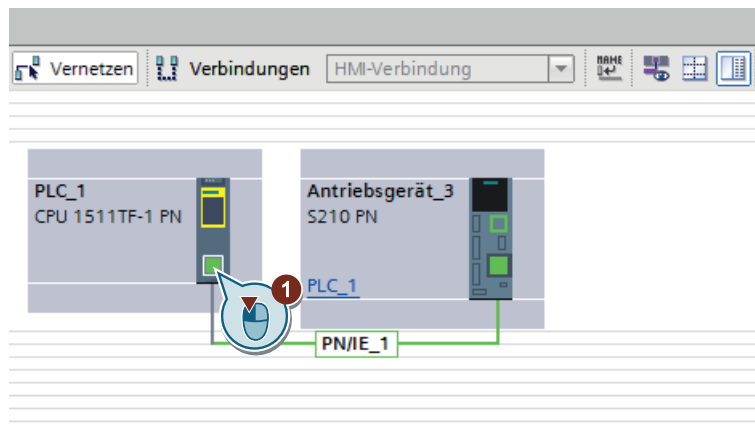 Vernetzen Verbindungen HMI-Verbindung NAME
PLC_1
CPU 1511TF-1 PN
Antriebsgerät_3
S210 PN
PLC_1
1
PN/IE_1